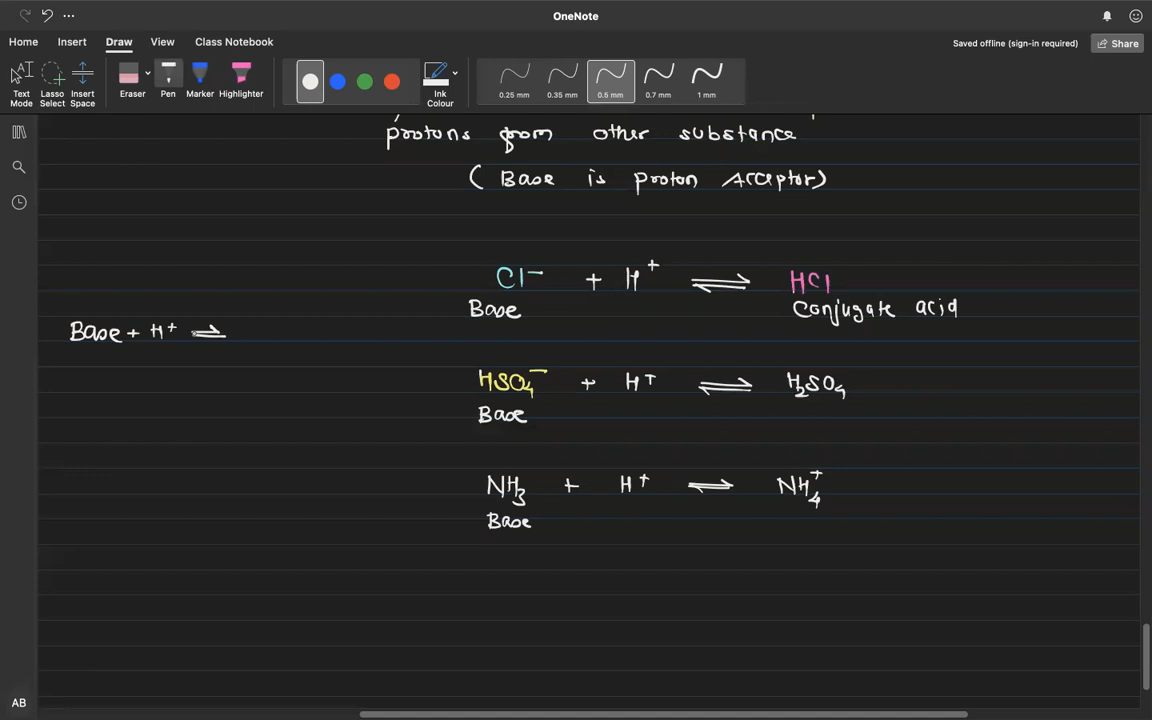 OneNote
Home Insert Draw View Class Notebook
Saved offline (sign-in required) Share
Text Mode
Lasso Select
Insert Space
Eraser
Pen
Marker
Highlighter
Ink Colour
0.25 mm
0.35 mm
0.5 mm
0.7 mm
1 mm
protons from other substance
( Base is proton Acceptor)
Cl⁻ + H⁺ ⇌ HCl
Base Conjugate acid
Base + H⁺ ⇌
HSO₄⁻ + H⁺ ⇌ H₂SO₄
Base
NH₃ + H⁺ ⇌ NH₄⁺
Base
AB